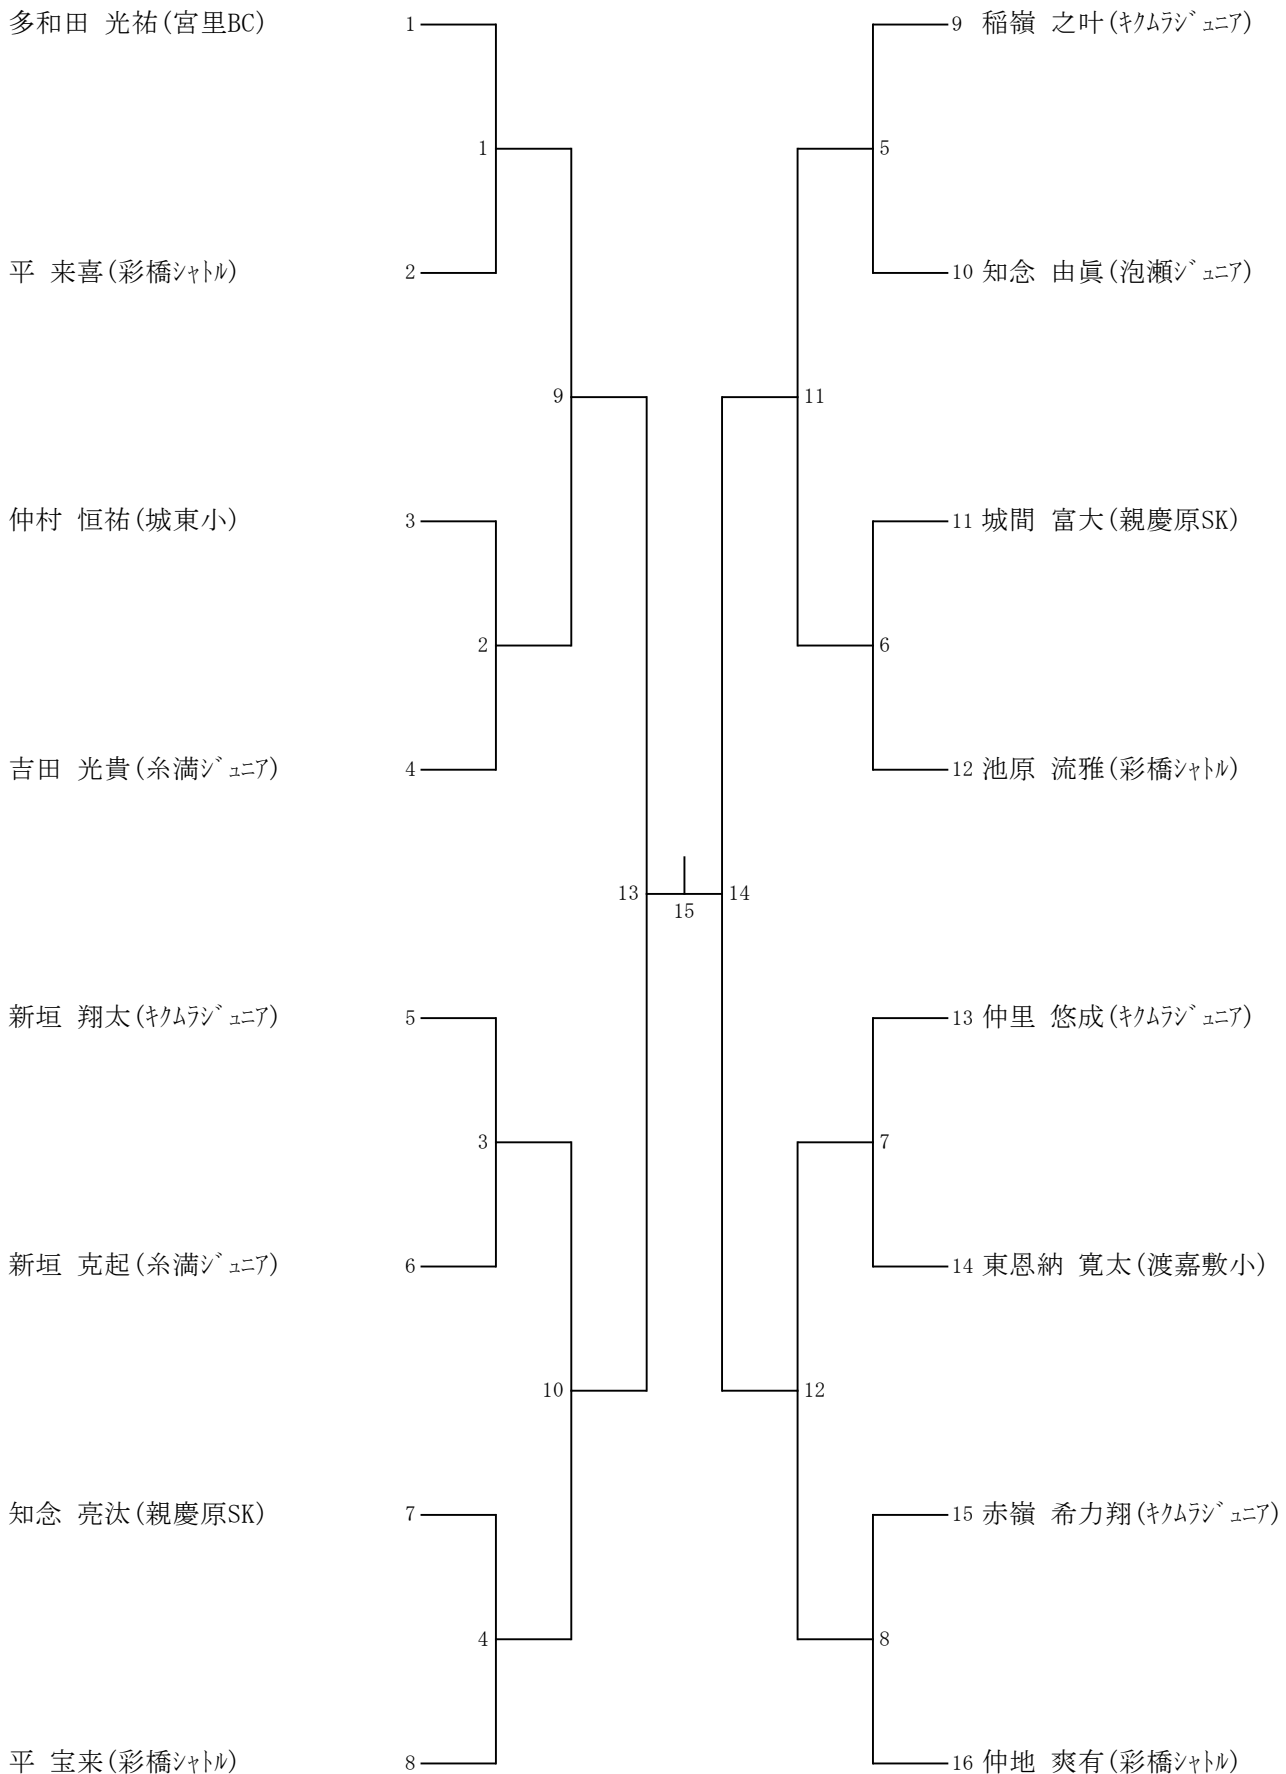 多和田 光祐(宮里BC) 1
1
平 来喜(彩橋ｼｬﾄﾙ) 2
9
仲村 恒祐(城東小) 3
2
吉田 光貴(糸満ｼﾞｭﾆｱ) 4
13
新垣 翔太(ｷｸﾑﾗｼﾞｭﾆｱ) 5
3
新垣 克起(糸満ｼﾞｭﾆｱ) 6
10
知念 亮汰(親慶原SK) 7
4
平 宝来(彩橋ｼｬﾄﾙ) 8
15
9 稲嶺 之叶(ｷｸﾑﾗｼﾞｭﾆｱ)
5
10 知念 由眞(泡瀬ｼﾞｭﾆｱ)
11
11 城間 富大(親慶原SK)
6
12 池原 流雅(彩橋ｼｬﾄﾙ)
14
13 仲里 悠成(ｷｸﾑﾗｼﾞｭﾆｱ)
7
14 東恩納 寛太(渡嘉敷小)
12
15 赤嶺 希力翔(ｷｸﾑﾗｼﾞｭﾆｱ)
8
16 仲地 爽有(彩橋ｼｬﾄﾙ)